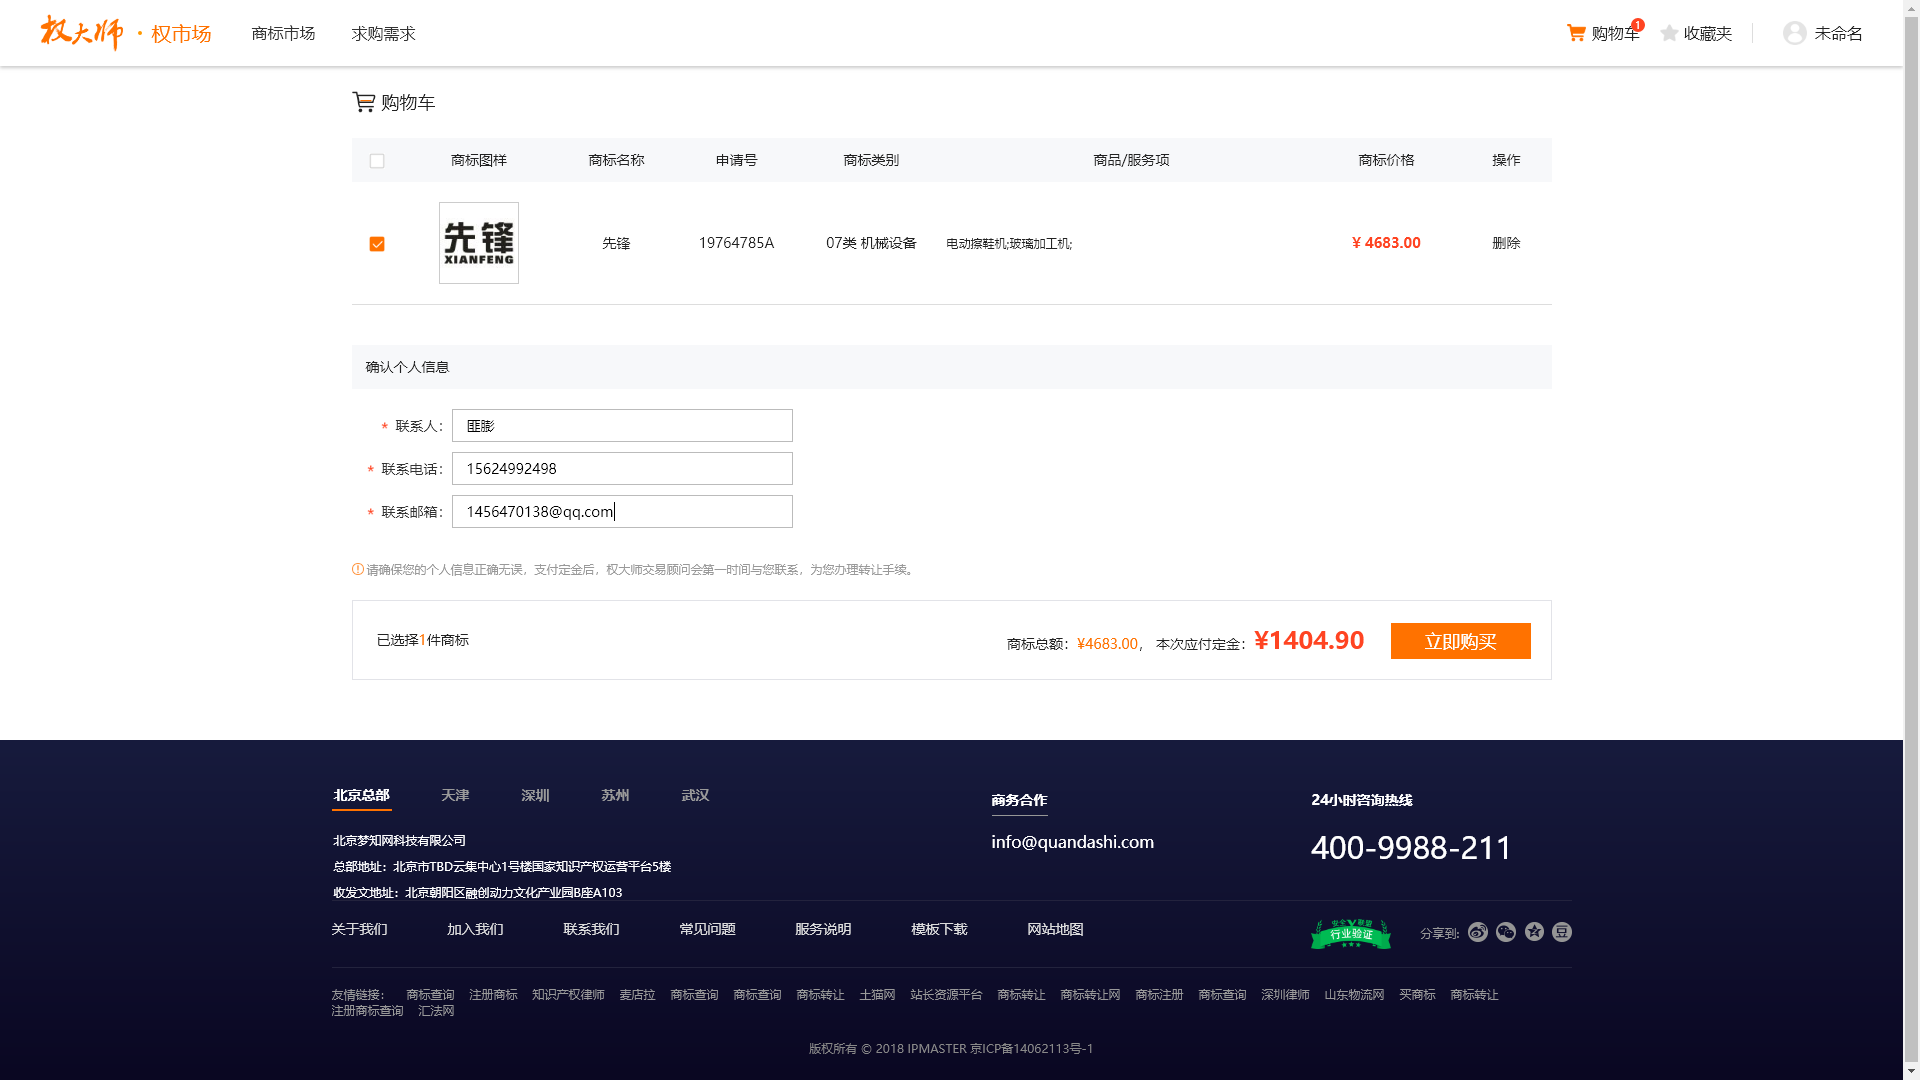 权大师 · 权市场 商标市场 求购需求 购物车 1 收藏夹 未命名
购物车
商标图样 商标名称 申请号 商标类别 商品/服务项 商标价格 操作
先锋
XIANFENG
先锋 19764785A 07类 机械设备 电动擦鞋机;玻璃加工机; ¥ 4683.00 删除
确认个人信息
* 联系人： 匪膨
* 联系电话： 15624992498
* 联系邮箱： 1456470138@qq.com
请确保您的个人信息正确无误，支付定金后，权大师交易顾问会第一时间与您联系，为您办理转让手续。
已选择1件商标 商标总额：¥4683.00， 本次应付定金：¥1404.90 立即购买
北京总部 天津 深圳 苏州 武汉 商务合作 24小时咨询热线
北京梦知网科技有限公司 info@quandashi.com 400-9988-211
总部地址：北京市TBD云集中心1号楼国家知识产权运营平台5楼
收发文地址：北京朝阳区融创动力文化产业园B座A103
关于我们 加入我们 联系我们 常见问题 服务说明 模板下载 网站地图 安全 V 联盟 行业验证 分享到:
友情链接： 商标查询 注册商标 知识产权律师 麦店拉 商标查询 商标查询 商标转让 土猫网 站长资源平台 商标转让 商标转让网 商标注册 商标查询 深圳律师 山东物流网 买商标 商标转让
注册商标查询 汇法网
版权所有 © 2018 IPMASTER 京ICP备14062113号-1